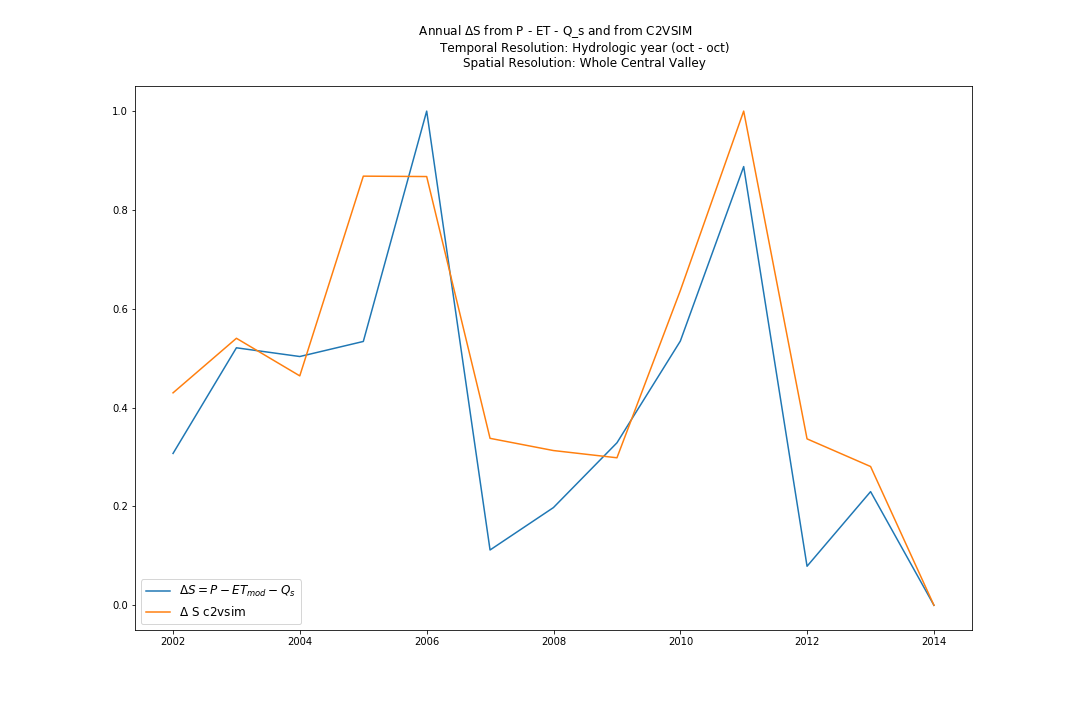 Annual ΔS from P - ET - Q_s and from C2VSIM
Temporal Resolution: Hydrologic year (oct - oct)
Spatial Resolution: Whole Central Valley
1.0
0.8
0.6
0.4
0.2
0.0
ΔS = P − ET_mod − Q_s
Δ S c2vsim
2002 2004 2006 2008 2010 2012 2014